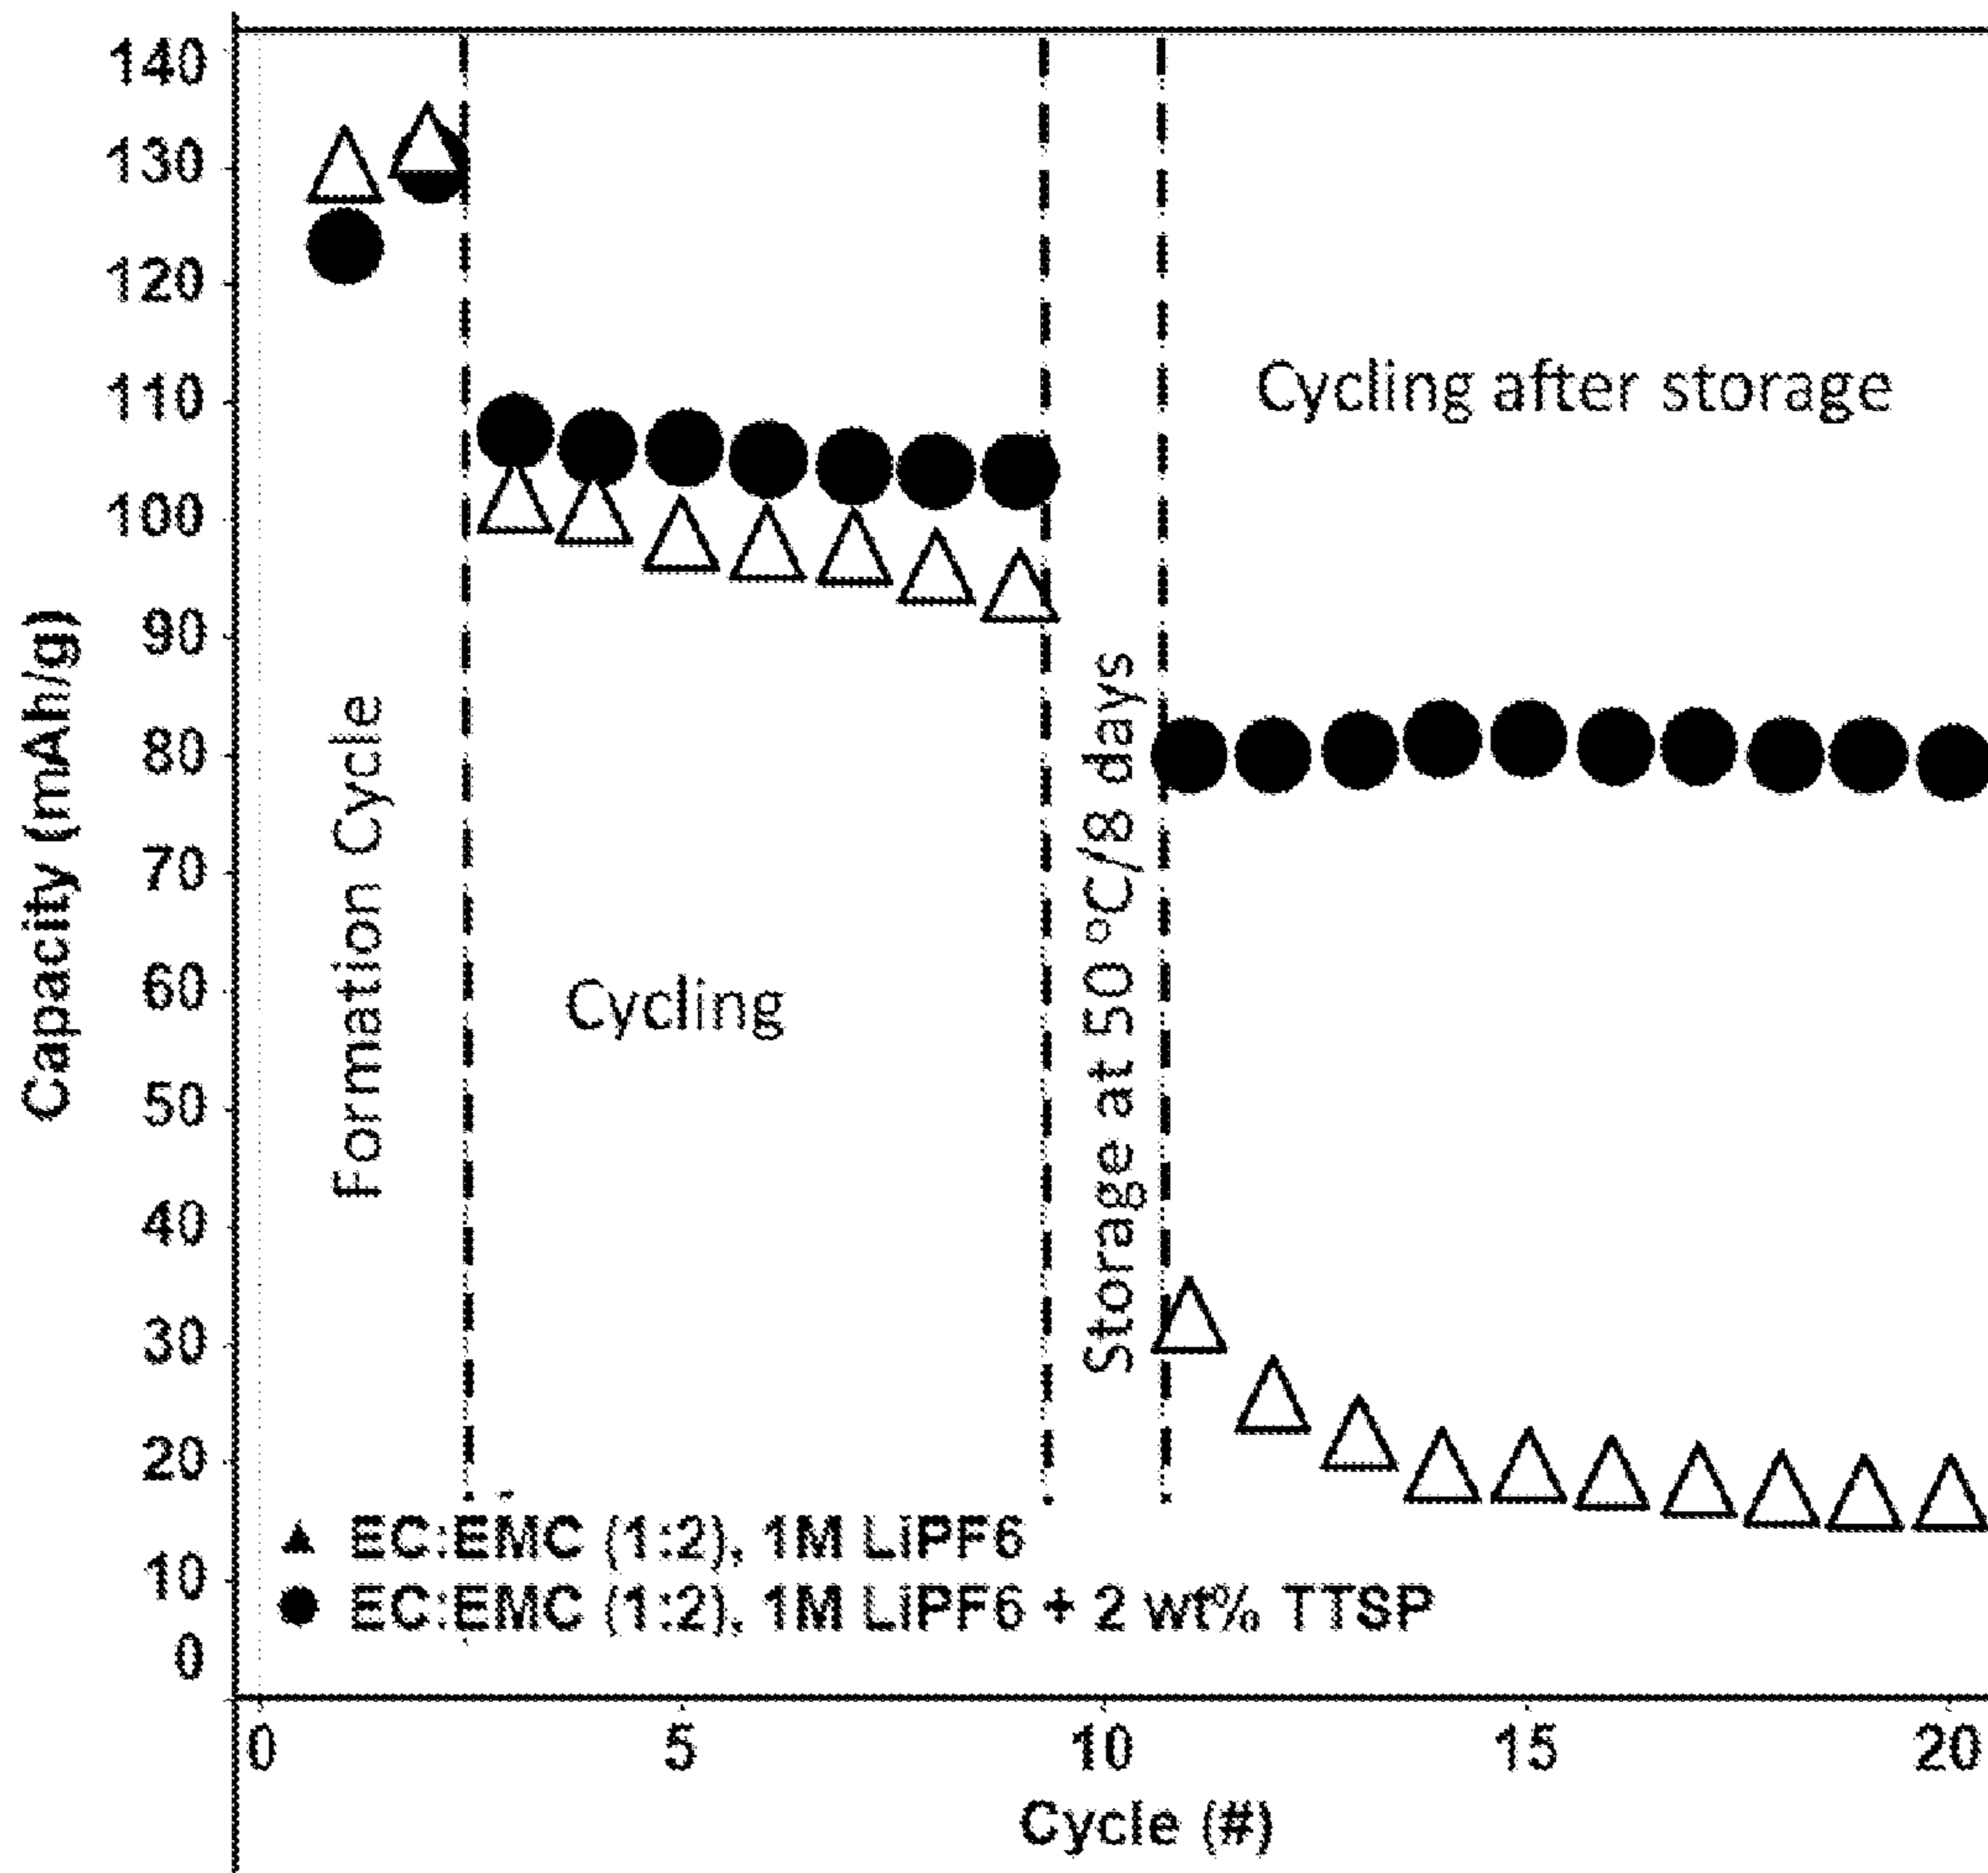 Capacity (mAh/g)
140
130
120
110
100
90
80
70
60
50
40
30
20
10
0
Formation Cycle
Cycling
Storage at 50 °C/8 days
Cycling after storage
▲ EC:EMC (1:2), 1M LiPF6
● EC:EMC (1:2), 1M LiPF6 + 2 wt% TTSP
0 5 10 15 20
Cycle (#)